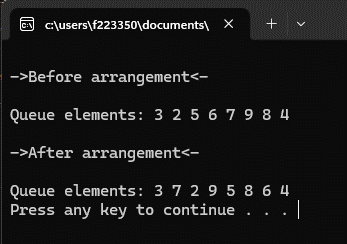 c:\users\f223350\documents\
->Before arrangement<-
Queue elements: 3 2 5 6 7 9 8 4
->After arrangement<-
Queue elements: 3 7 2 9 5 8 6 4
Press any key to continue . . .